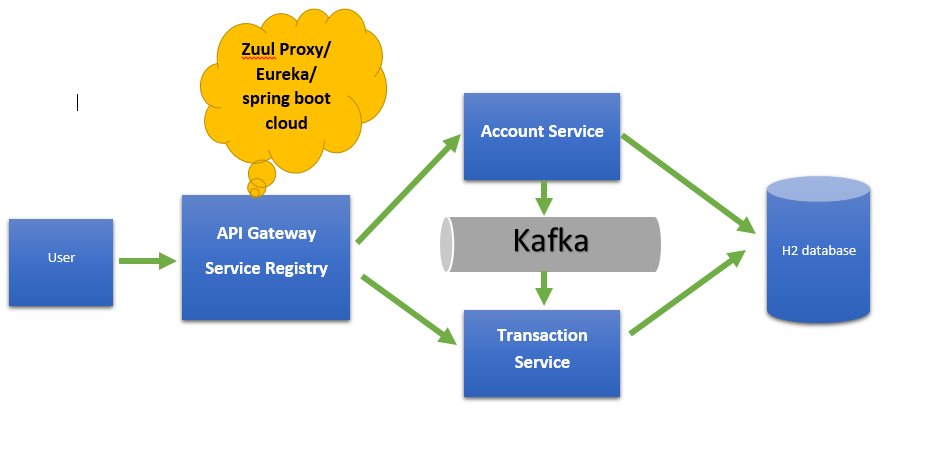 Zuul Proxy/
Eureka/
spring boot
cloud
Account Service
API Gateway
Service Registry
User
Kafka
H2 database
Transaction
Service